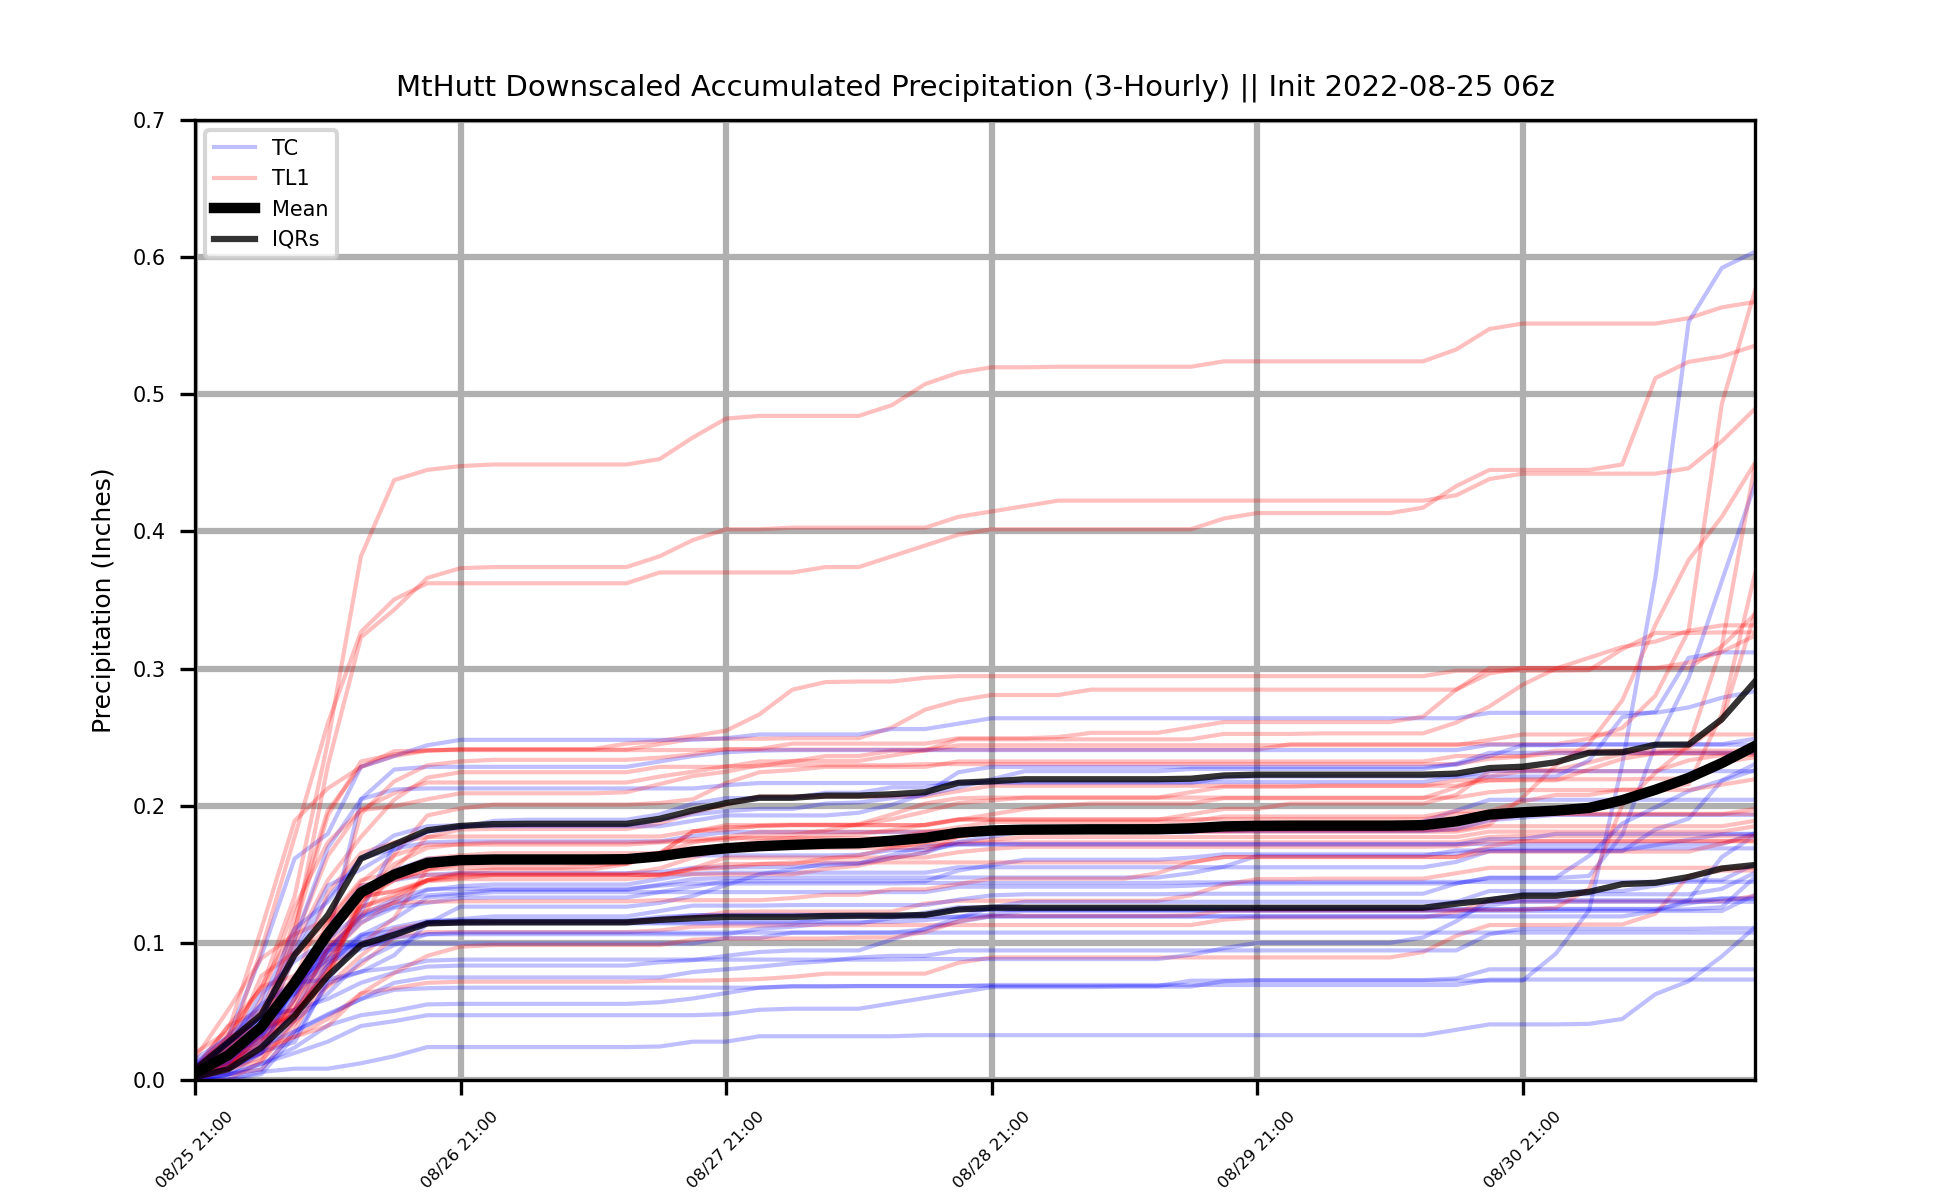 MtHutt Downscaled Accumulated Precipitation (3-Hourly) || Init 2022-08-25 06z
TC
TL1
Mean
IQRs
Precipitation (Inches)
0.7
0.6
0.5
0.4
0.3
0.2
0.1
0.0
08/25 21:00
08/26 21:00
08/27 21:00
08/28 21:00
08/29 21:00
08/30 21:00